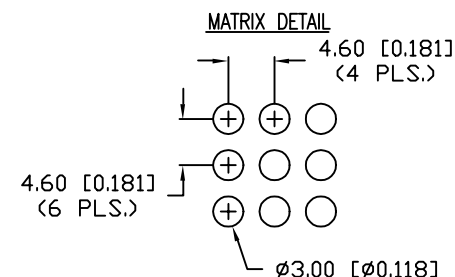 MATRIX DETAIL
4.60 [0.181]
(4 PLS.)
4.60 [0.181]
(6 PLS.)
ø3.00 [ø0.118]